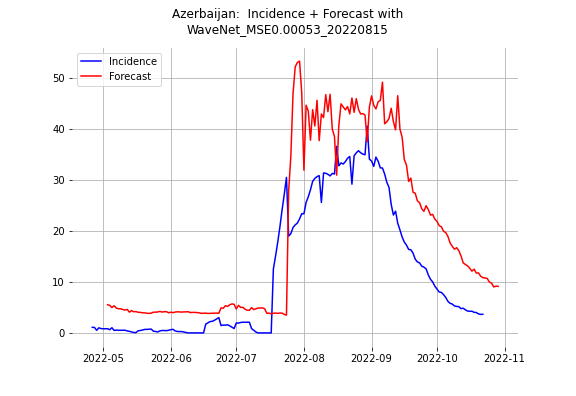 Azerbaijan:  Incidence + Forecast with
WaveNet_MSE0.00053_20220815
Incidence
Forecast
50
40
30
20
10
0
2022-05 2022-06 2022-07 2022-08 2022-09 2022-10 2022-11